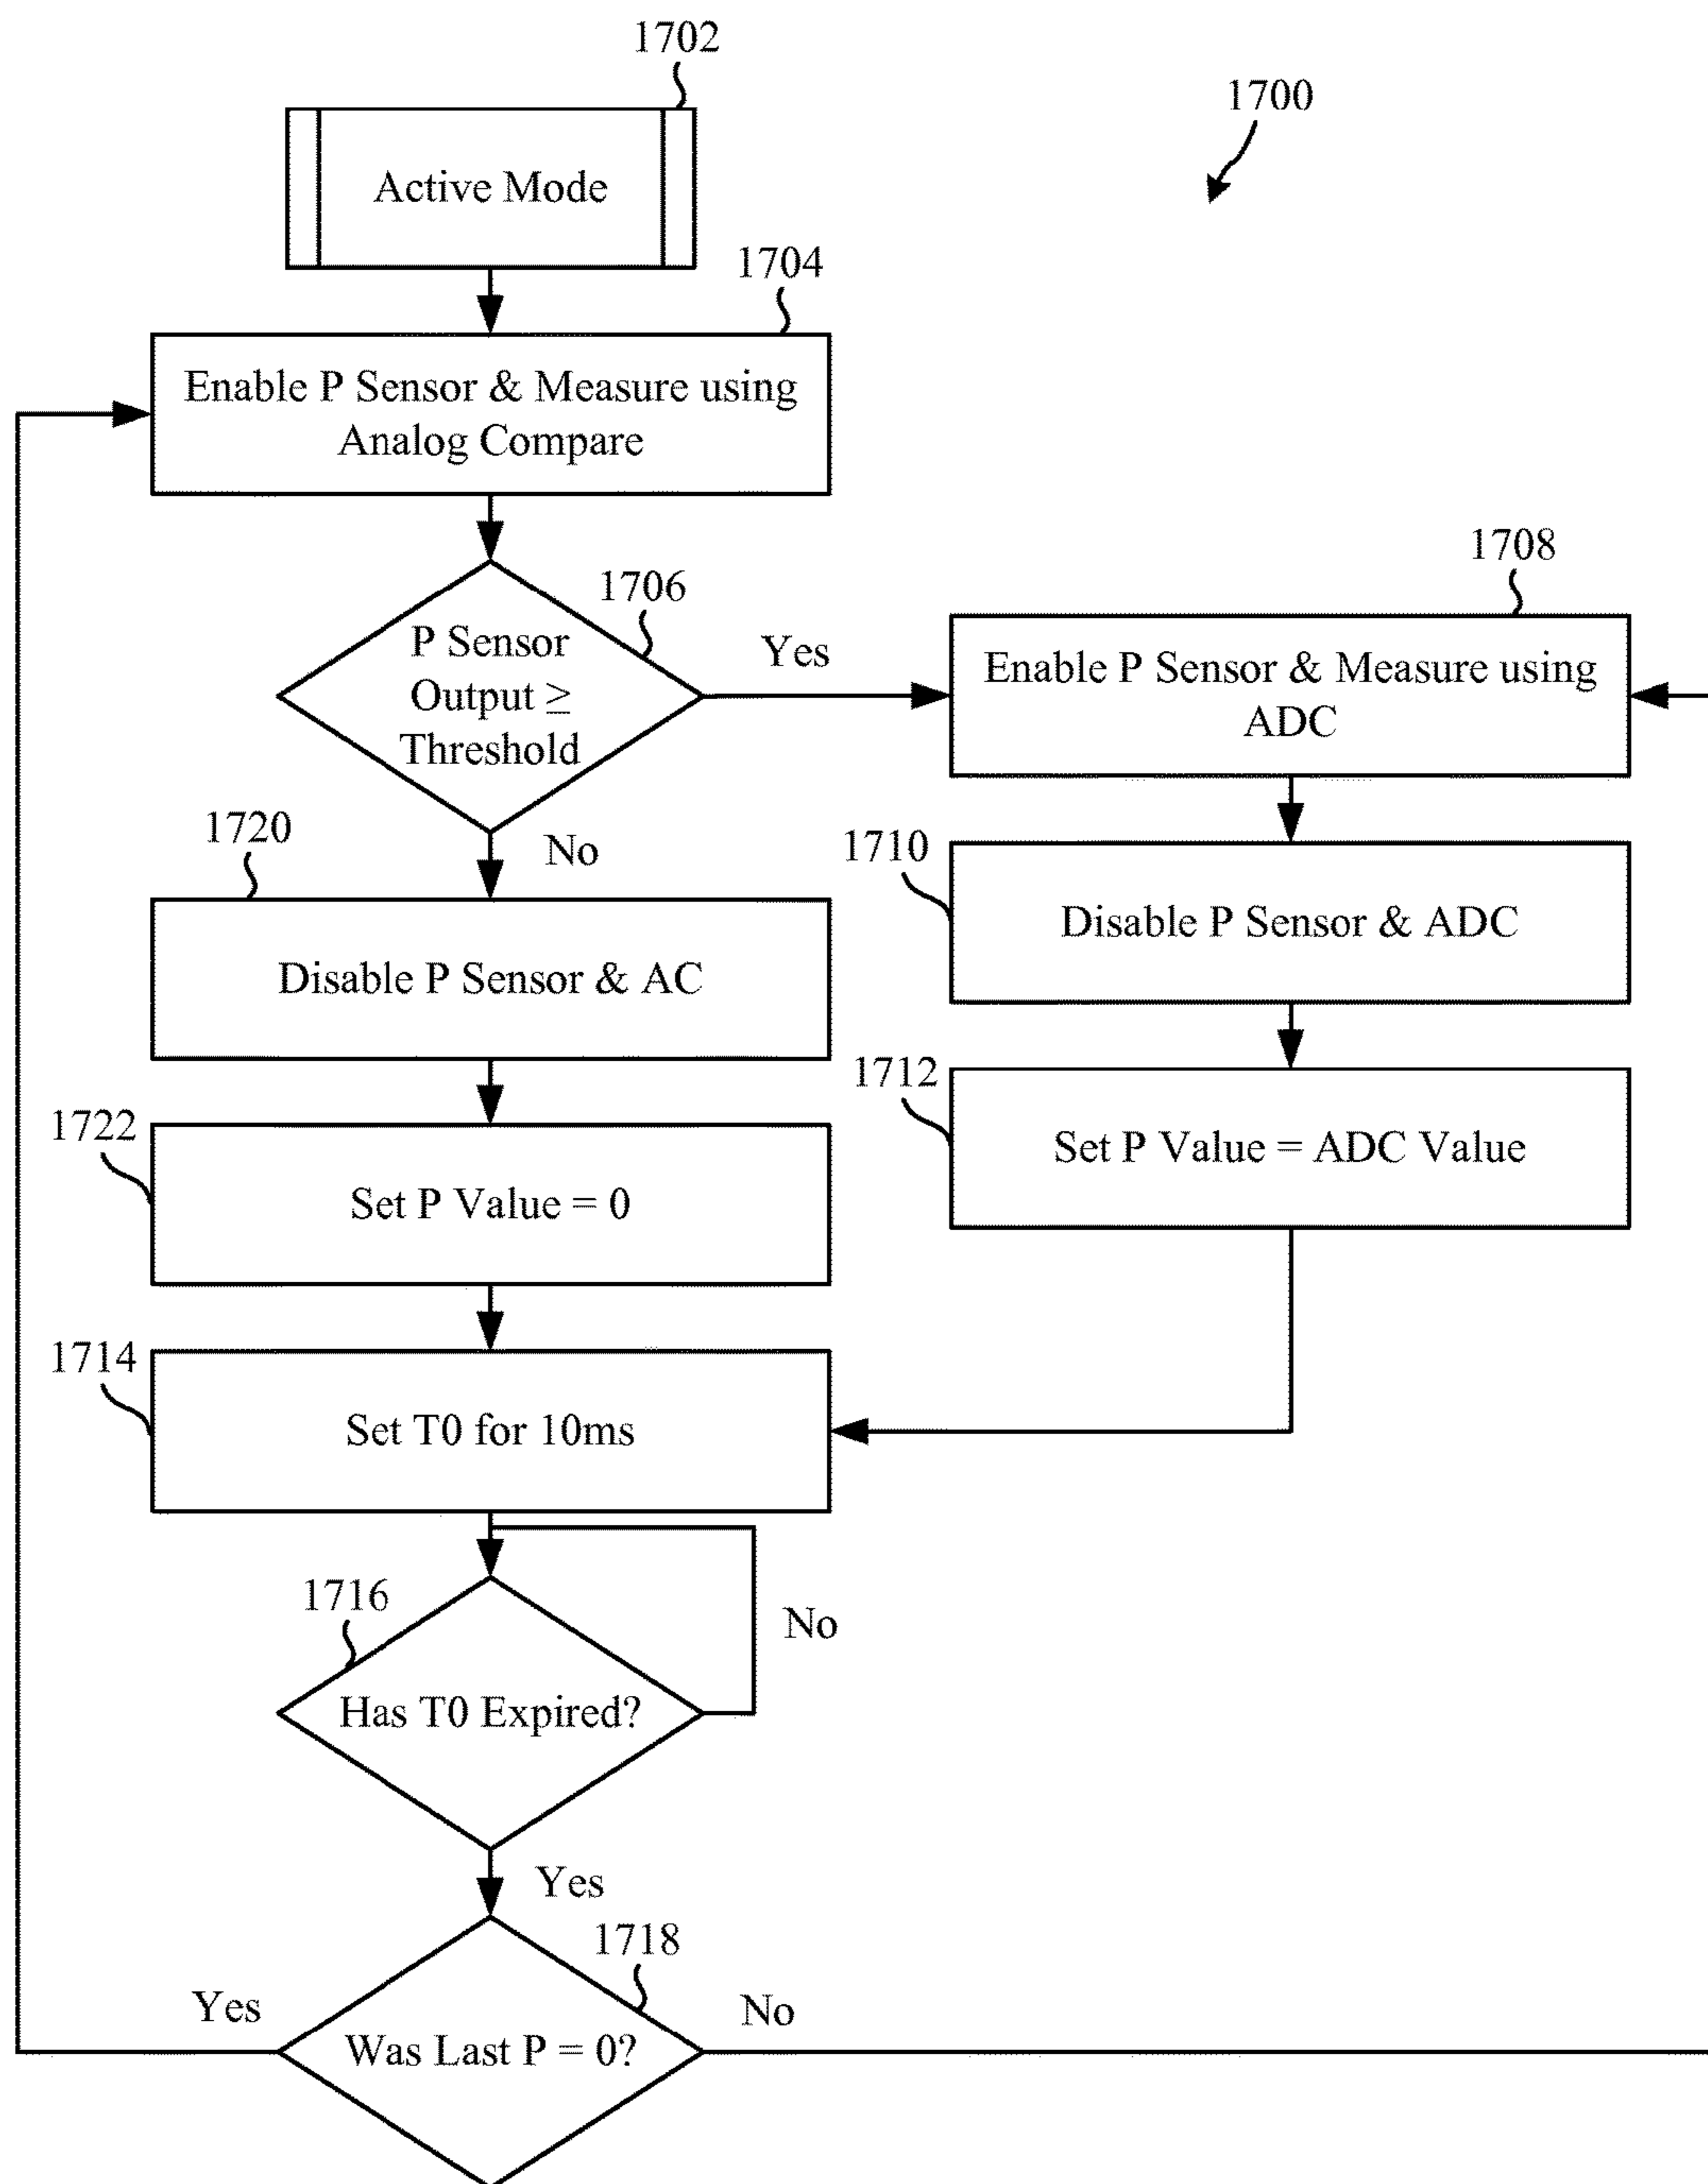 1702
1700
Active Mode
1704
Enable P Sensor & Measure using
Analog Compare
1706
P Sensor
Output ≥
Threshold
Yes
1708
Enable P Sensor & Measure using
ADC
No
1720
Disable P Sensor & AC
1710
Disable P Sensor & ADC
1722
Set P Value = 0
1712
Set P Value = ADC Value
1714
Set T0 for 10ms
1716
Has T0 Expired?
No
Yes
1718
Was Last P = 0?
Yes
No